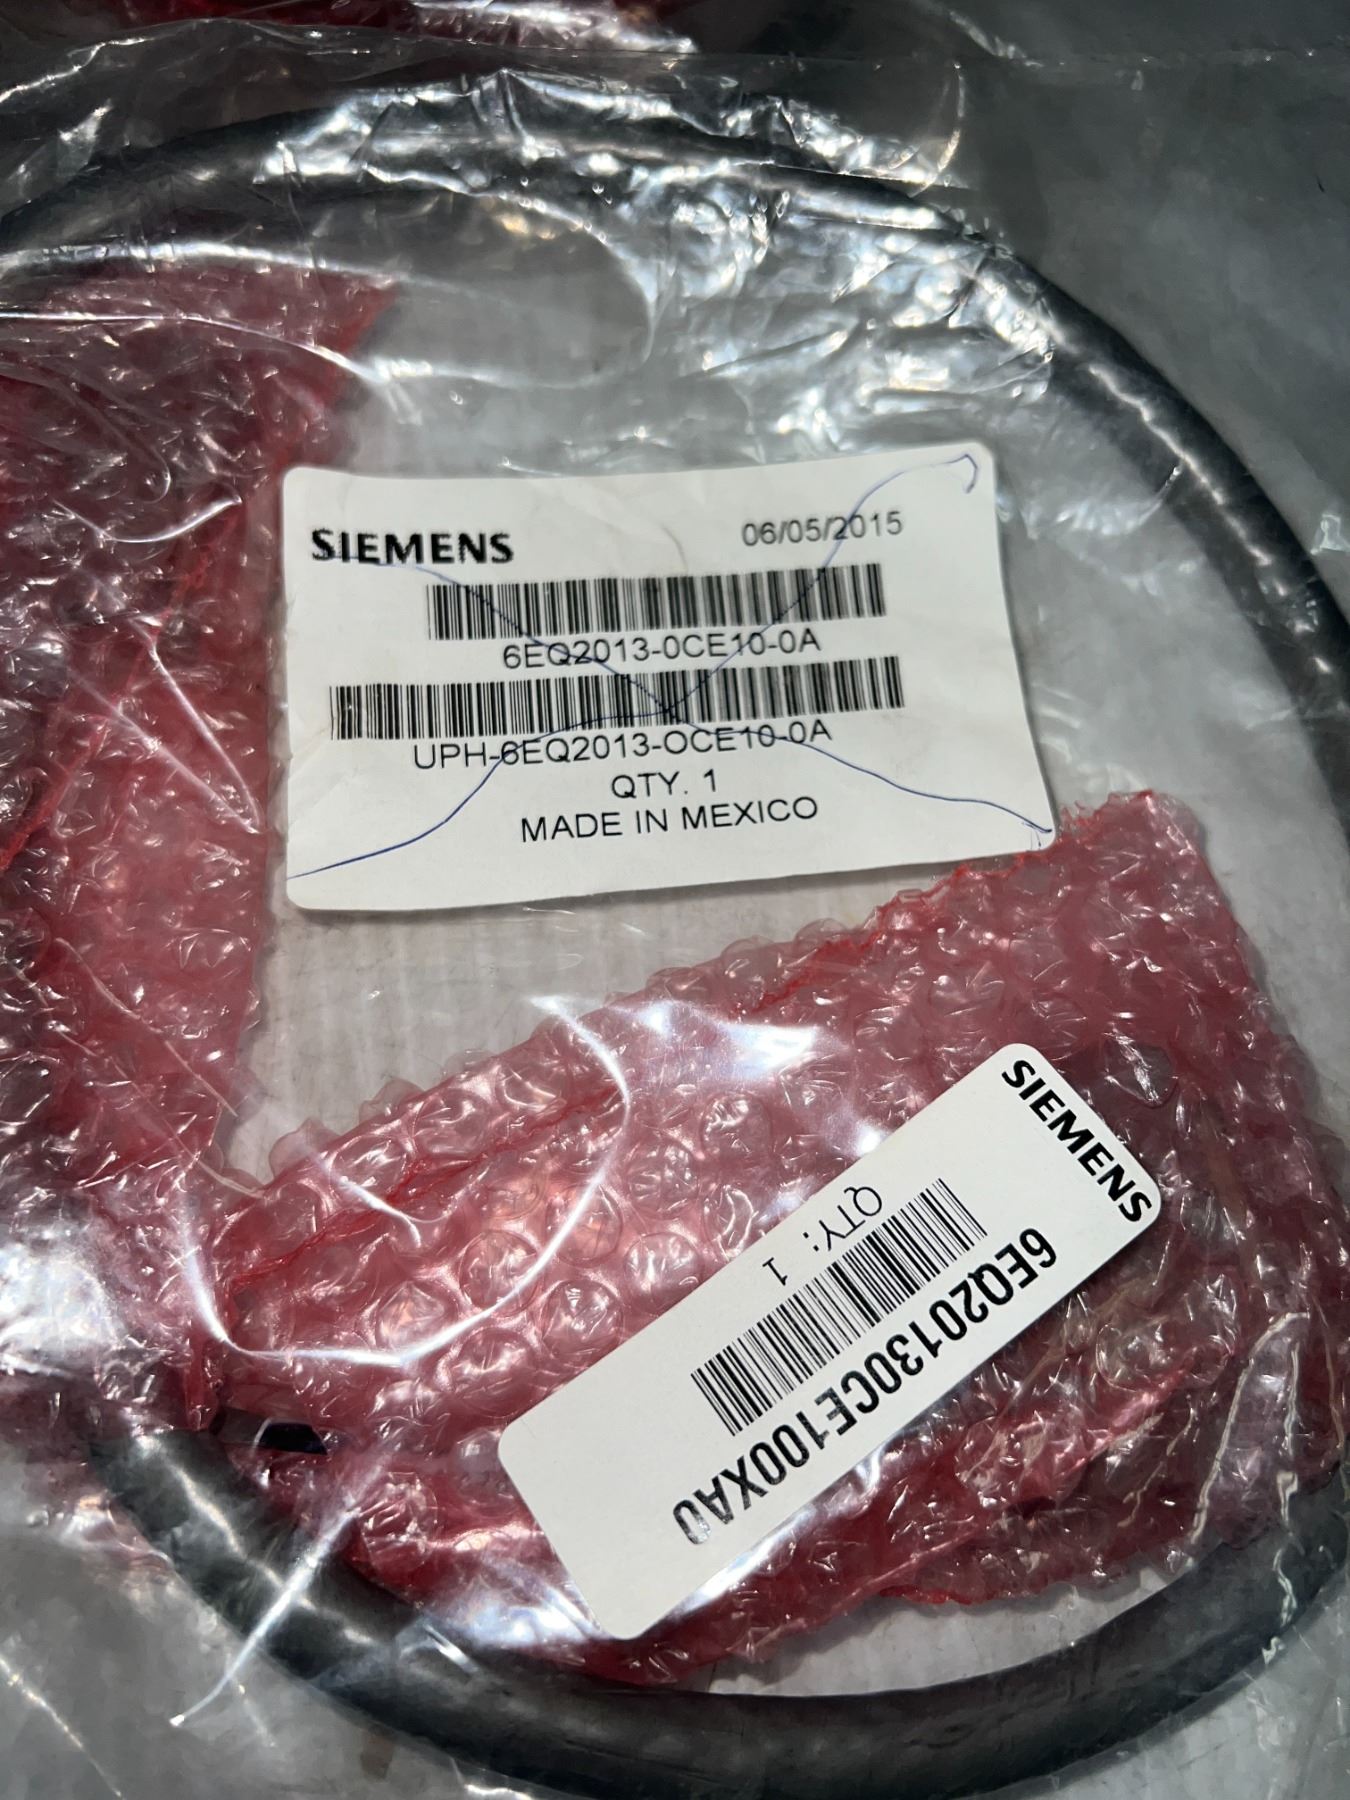 SIEMENS 06/05/2015
6EQ2013-0CE10-0A
UPH-6EQ2013-OCE10-0A
QTY. 1
MADE IN MEXICO
SIEMENS
6EQ20130CE100XA0
QTY: 1